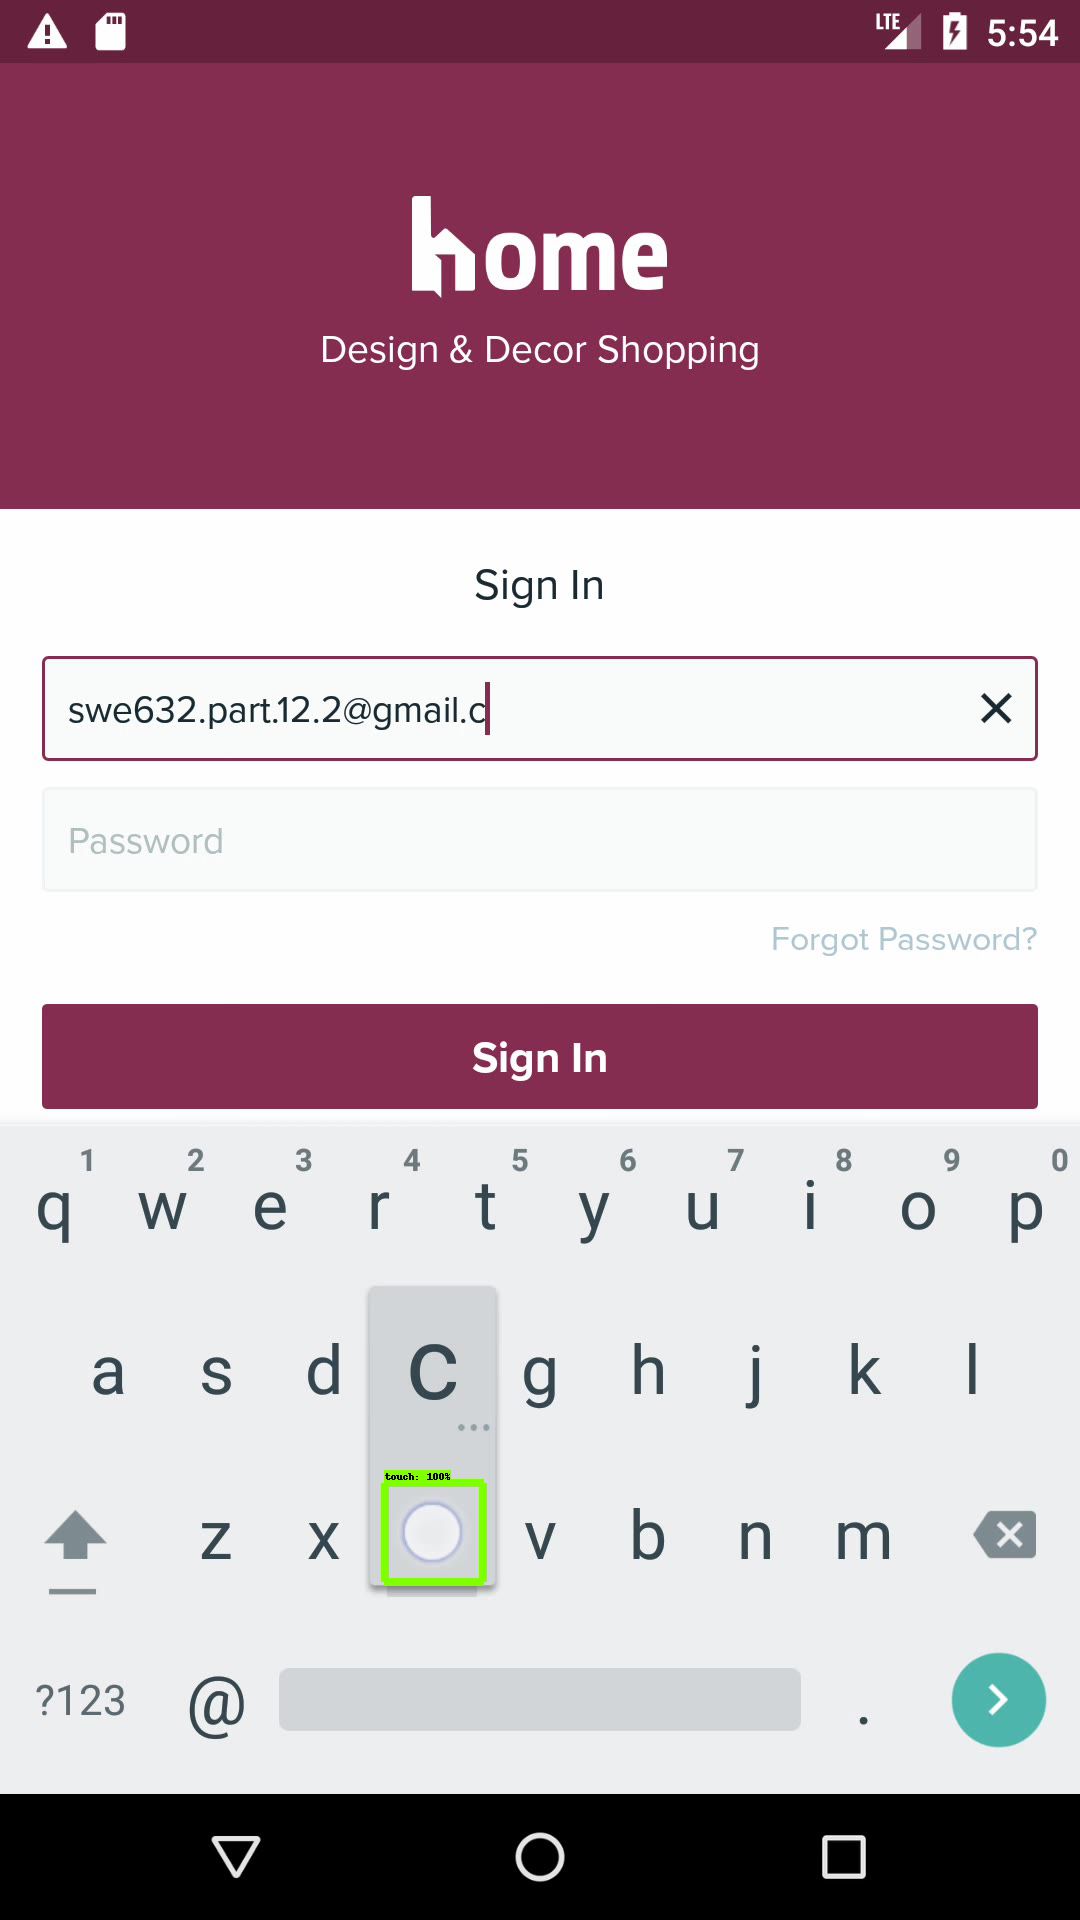 LTE 5:54
home
Design & Decor Shopping
Sign In
swe632.part.12.2@gmail.c
Password
Forgot Password?
Sign In
1 2 3 4 5 6 7 8 9 0
q w e r t y u i o p
a s d c g h j k l
...
touch: 100%
z x v b n m
?123 @ .